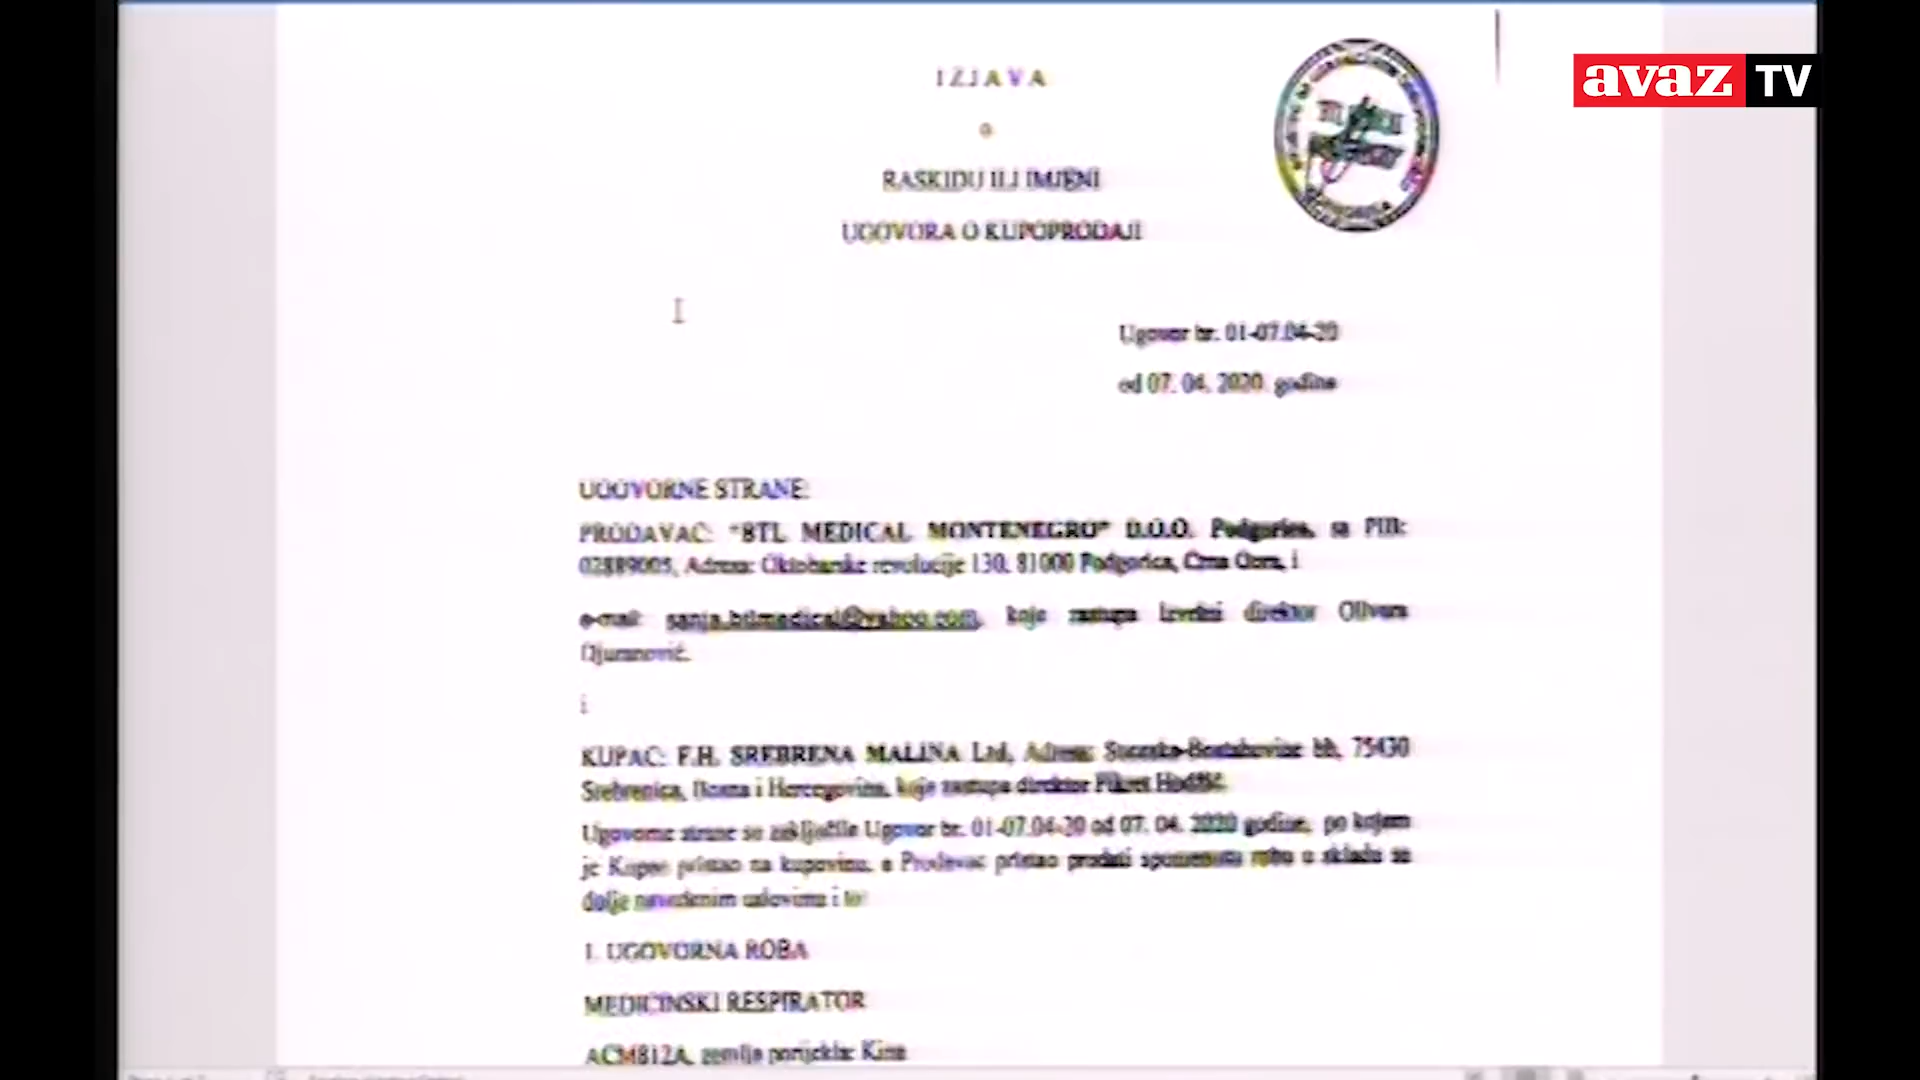 avaz TV
IZJAVA
o
RASKIDU ILI IMJENI
UGOVORA O KUPOPRODAJI
Ugovor br. 01-07.04-20
od 07. 04. 2020. godine
UGOVORNE STRANE:
PRODAVAC: "BTL MEDICAL MONTENEGRO" D.O.O. Podgorica, sa PIB:
02889005, Adresa: Oktobarske revolucije 130, 81000 Podgorica, Crna Gora, i
e-mail: sanja.btlmedical@yahoo.com, koje zastupa Izvršni direktor Olivera
Djuranović.
i
KUPAC: F.H. SREBRENA MALINA Ltd, Adresa: bb, 75430
Srebrenica, Bosna i Hercegovina, koje zastupa direktor Fikret Hodžić.
Ugovorne strane su zaključile Ugovor br. 01-07.04-20 od 07. 04. 2020 godine, po kojem
je Kupac pristao na kupovinu, a Prodavac pristao prodati spomenutu robu u skladu sa
dolje navedenim uslovima i to
1. UGOVORNA ROBA
MEDICINSKI RESPIRATOR
ACM812A, zemlja porijekla: Kina